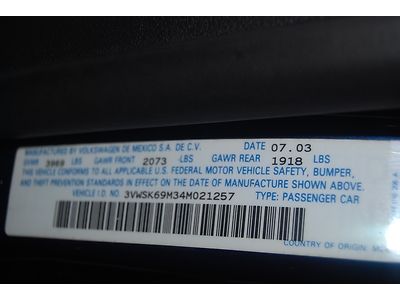 MANUFACTURED BY VOLKSWAGEN DE MEXICO S.A. DE C.V. DATE 07.03
GVWR 3968 LBS GAWR FRONT 2073 LBS GAWR REAR 1918 LBS
THIS VEHICLE CONFORMS TO ALL APPLICABLE U.S. FEDERAL MOTOR VEHICLE SAFETY, BUMPER,
AND THEFT PREVENTION STANDARDS IN EFFECT ON THE DATE OF MANUFACTURE SHOWN ABOVE.
VEHICLE I.D. NO.: 3VWSK69M34M021257 TYPE: PASSENGER CAR
COUNTRY OF ORIGIN: